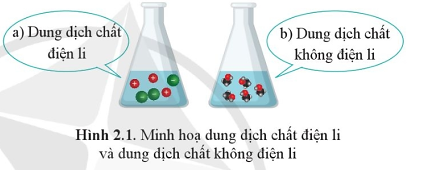 a) Dung dịch chất
điện li
b) Dung dịch chất
không điện li
Hình 2.1. Minh hoạ dung dịch chất điện li
và dung dịch chất không điện li